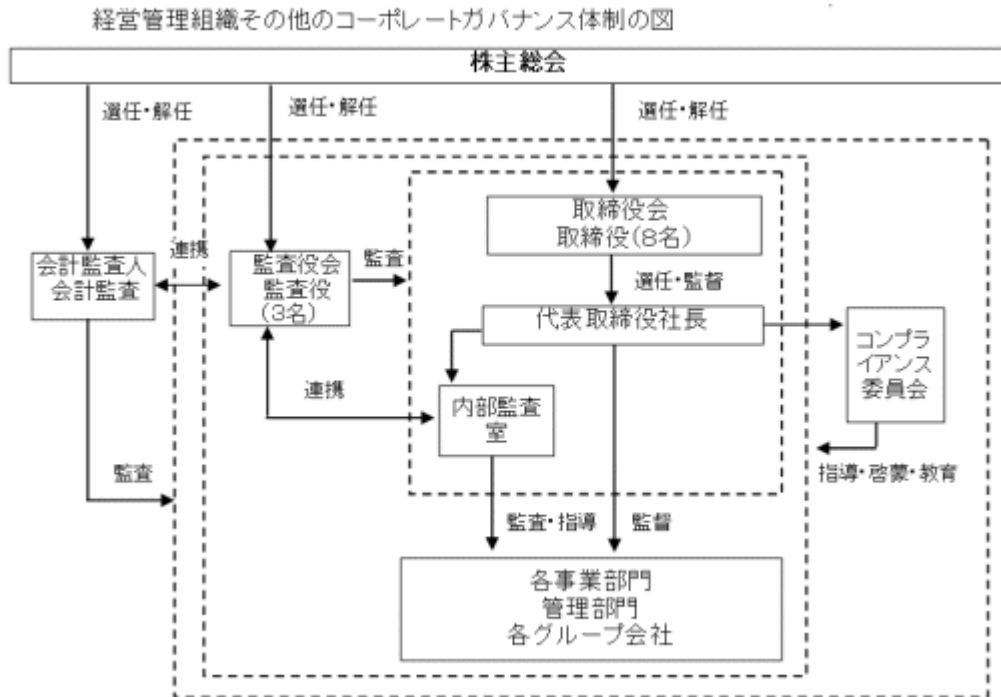 経営管理組織その他のコーポレートガバナンス体制の図
株主総会
選任・解任
選任・解任
選任・解任
取締役会
取締役(8名)
連携
会計監査人
会計監査
監査役会
監査役
(3名)
監査
選任・監督
代表取締役社長
コンプラ
イアンス
委員会
連携
内部監査
室
監査
指導・啓蒙・教育
監査・指導
監督
各事業部門
管理部門
各グループ会社